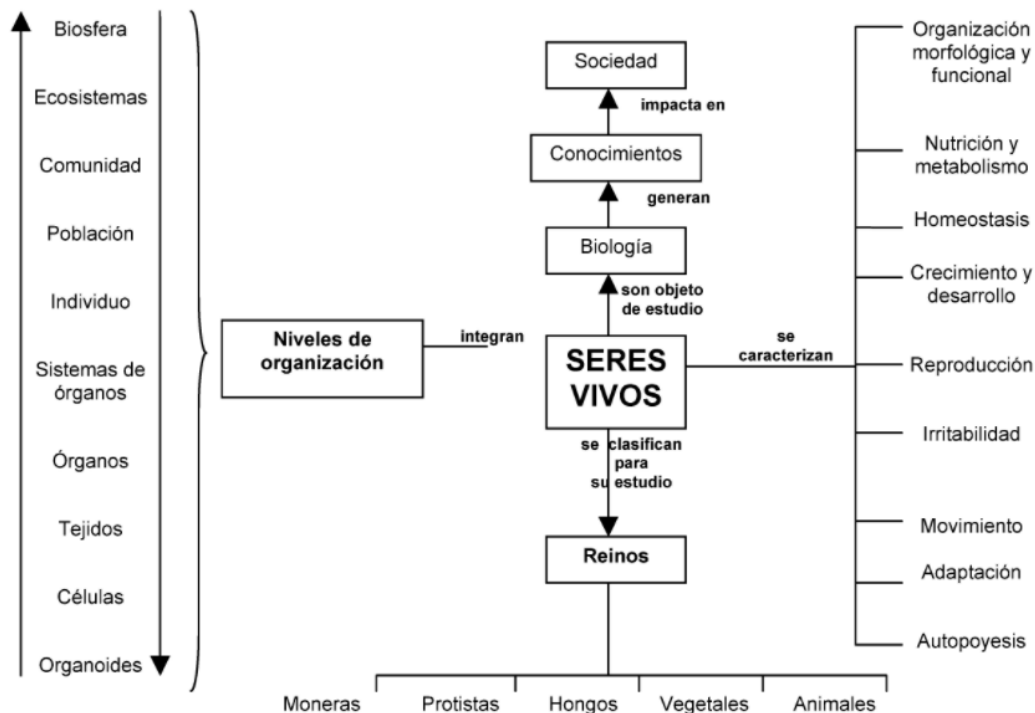 Biosfera
Ecosistemas
Comunidad
Población
Individuo
Sistemas de
órganos
Órganos
Tejidos
Células
Organoides
Niveles de
organización
integran
Sociedad
impacta en
Conocimientos
generan
Biología
son objeto
de estudio
SERES
VIVOS
se clasifican
para
su estudio
Reinos
Moneras
Protistas
Hongos
Vegetales
Animales
se
caracterizan
Organización
morfológica y
funcional
Nutrición y
metabolismo
Homeostasis
Crecimiento y
desarrollo
Reproducción
Irritabilidad
Movimiento
Adaptación
Autopoyesis